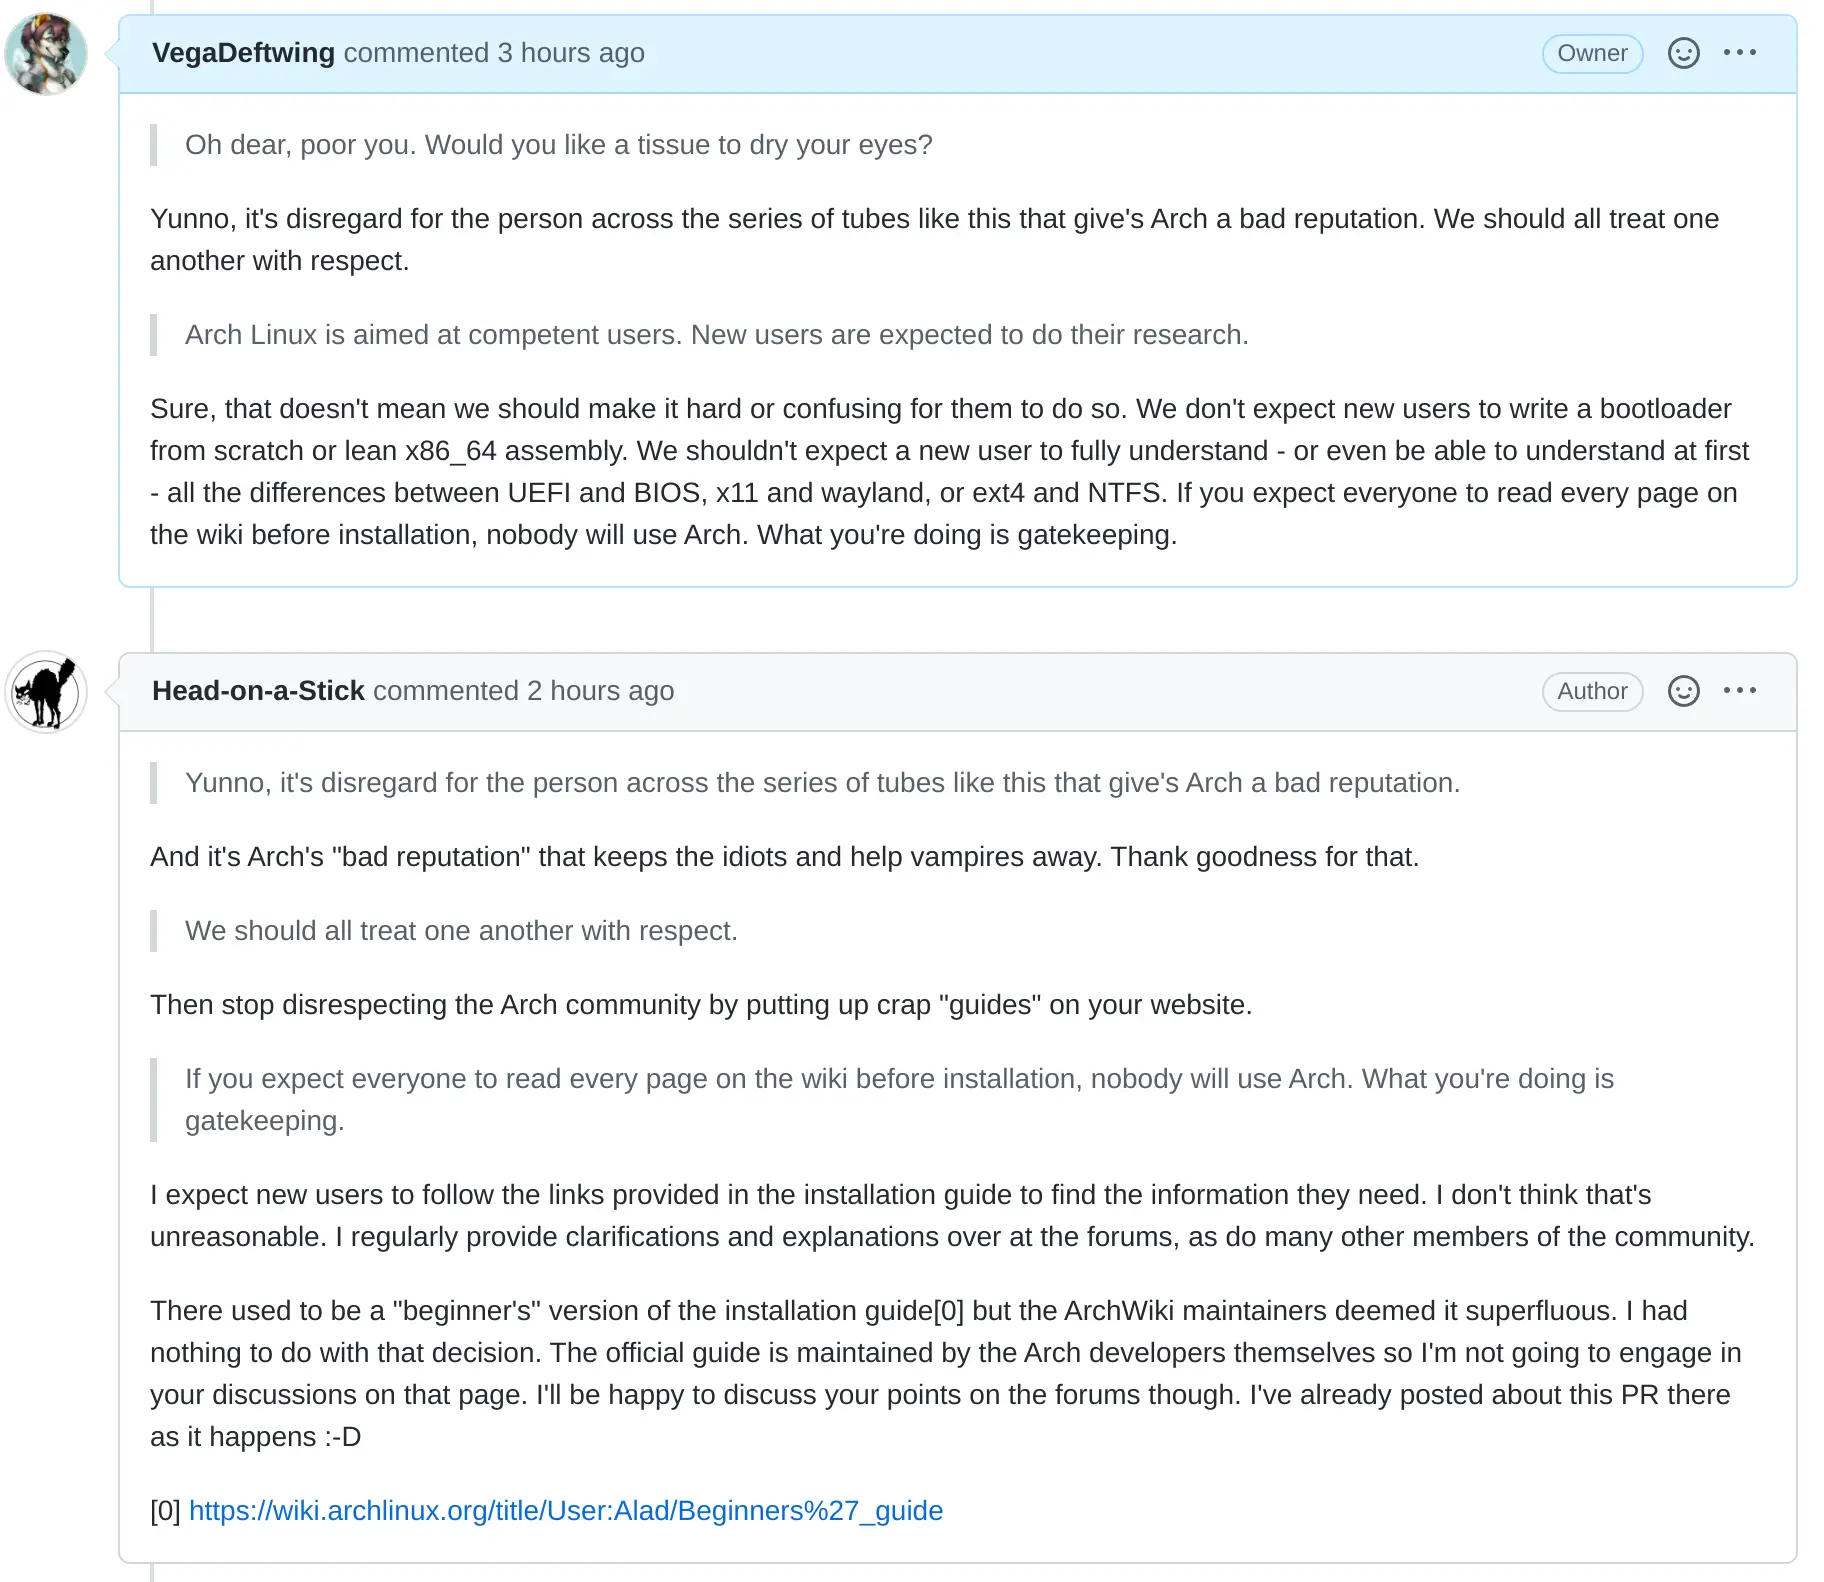 VegaDeftwing commented 3 hours ago
Owner
Oh dear, poor you. Would you like a tissue to dry your eyes?
Yunno, it's disregard for the person across the series of tubes like this that give's Arch a bad reputation. We should all treat one
another with respect.
Arch Linux is aimed at competent users. New users are expected to do their research.
Sure, that doesn't mean we should make it hard or confusing for them to do so. We don't expect new users to write a bootloader
from scratch or lean x86_64 assembly. We shouldn't expect a new user to fully understand - or even be able to understand at first
- all the differences between UEFI and BIOS, x11 and wayland, or ext4 and NTFS. If you expect everyone to read every page on
the wiki before installation, nobody will use Arch. What you're doing is gatekeeping.
Head-on-a-Stick commented 2 hours ago
Author
Yunno, it's disregard for the person across the series of tubes like this that give's Arch a bad reputation.
And it's Arch's "bad reputation" that keeps the idiots and help vampires away. Thank goodness for that.
We should all treat one another with respect.
Then stop disrespecting the Arch community by putting up crap "guides" on your website.
If you expect everyone to read every page on the wiki before installation, nobody will use Arch. What you're doing is
gatekeeping.
I expect new users to follow the links provided in the installation guide to find the information they need. I don't think that's
unreasonable. I regularly provide clarifications and explanations over at the forums, as do many other members of the community.
There used to be a "beginner's" version of the installation guide[0] but the ArchWiki maintainers deemed it superfluous. I had
nothing to do with that decision. The official guide is maintained by the Arch developers themselves so I'm not going to engage in
your discussions on that page. I'll be happy to discuss your points on the forums though. I've already posted about this PR there
as it happens :-D
[0] https://wiki.archlinux.org/title/User:Alad/Beginners%27_guide